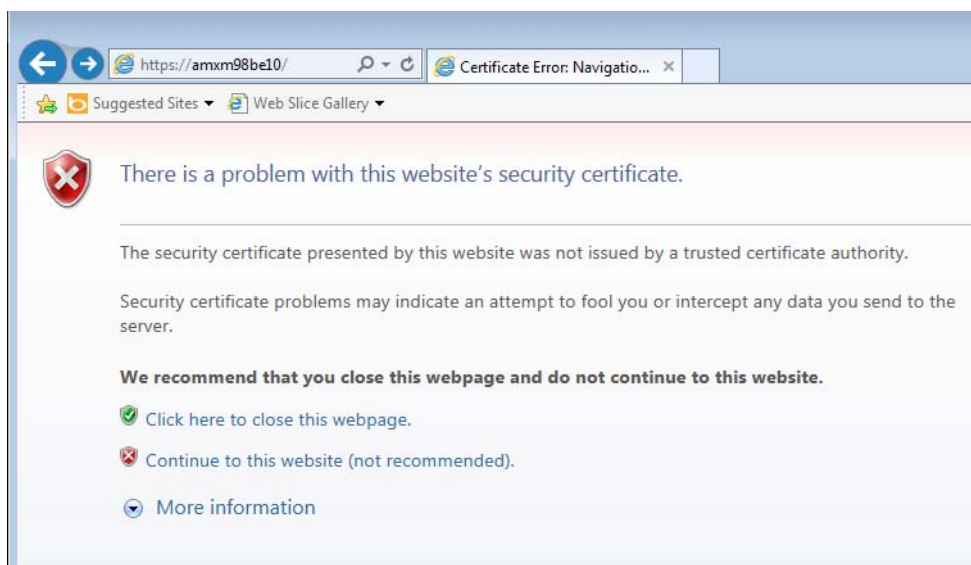 https://amxm98be10/
Certificate Error: Navigatio...
Suggested Sites
Web Slice Gallery
There is a problem with this website's security certificate.
The security certificate presented by this website was not issued by a trusted certificate authority.
Security certificate problems may indicate an attempt to fool you or intercept any data you send to the
server.
We recommend that you close this webpage and do not continue to this website.
Click here to close this webpage.
Continue to this website (not recommended).
More information